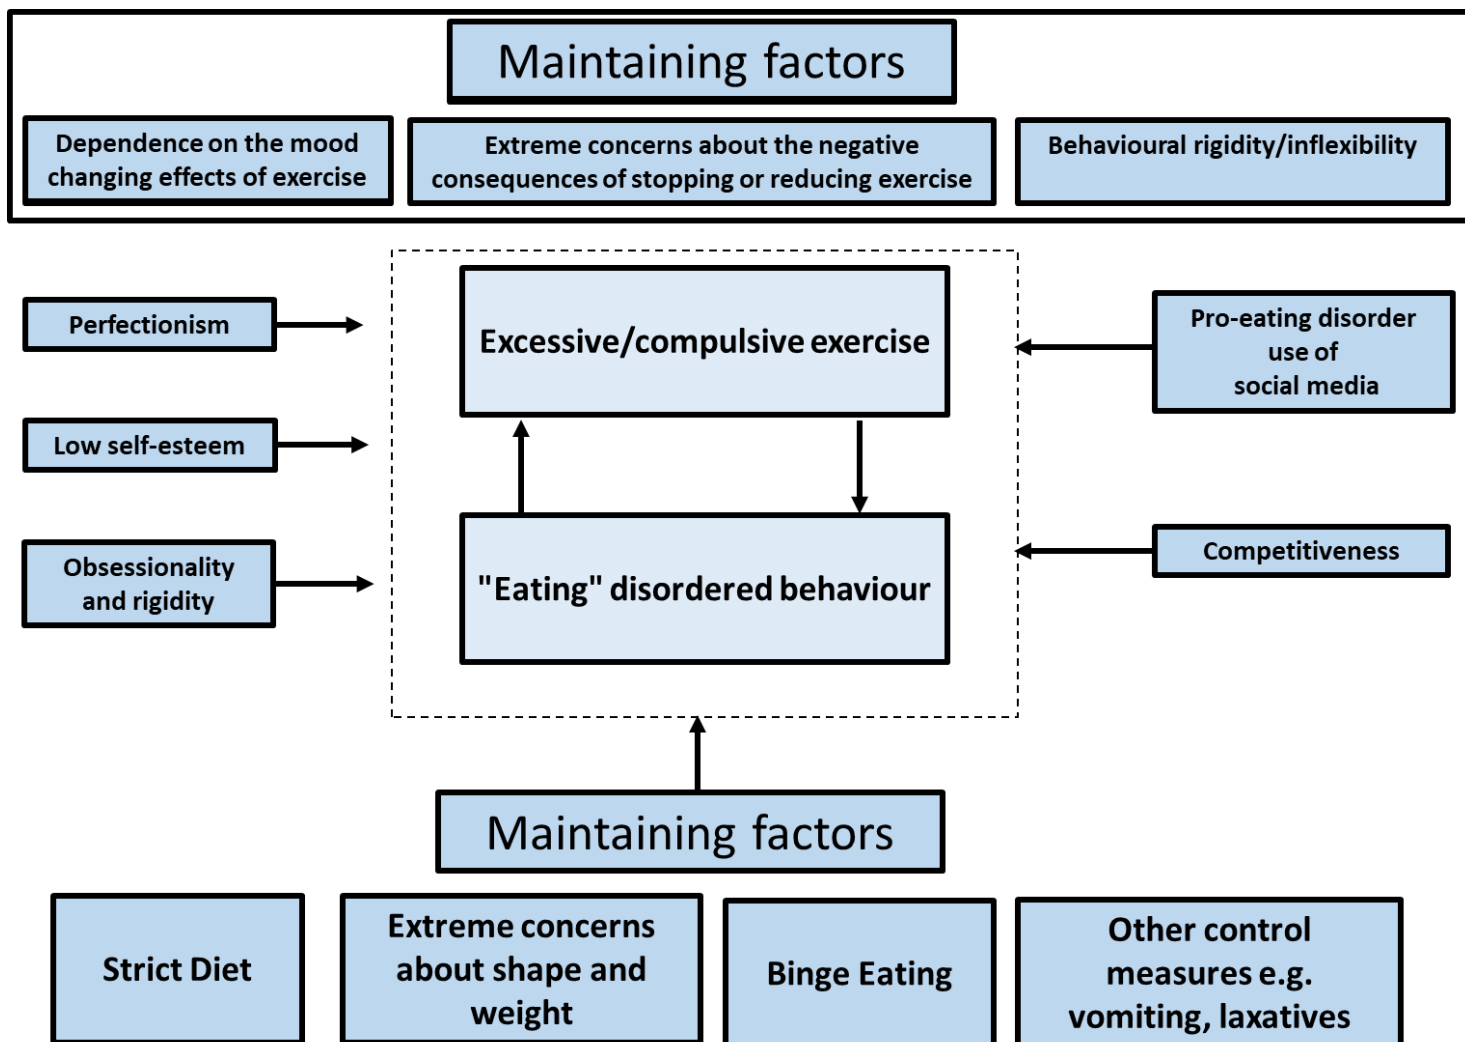 Maintaining factors
Dependence on the mood
changing effects of exercise
Extreme concerns about the negative
consequences of stopping or reducing exercise
Behavioural rigidity/inflexibility
Perfectionism
Low self-esteem
Obsessionality
and rigidity
Excessive/compulsive exercise
"Eating" disordered behaviour
Pro-eating disorder
use of
social media
Competitiveness
Maintaining factors
Strict Diet
Extreme concerns
about shape and
weight
Binge Eating
Other control
measures e.g.
vomiting, laxatives